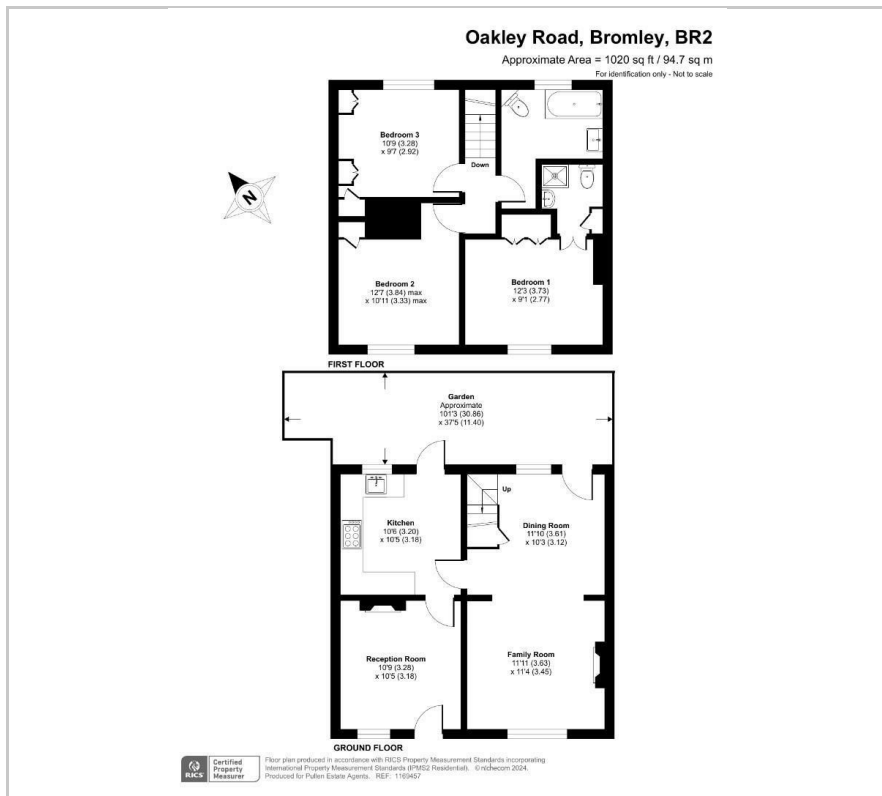 Oakley Road, Bromley, BR2
Approximate Area = 1020 sq ft / 94.7 sq m
For identification only - Not to scale
Bedroom 3
10'9 (3.28)
x 9'7 (2.92)
Down
N
Bedroom 2
12'7 (3.84) max
x 10'11 (3.33) max
Bedroom 1
12'3 (3.73)
x 9'1 (2.77)
FIRST FLOOR
Garden
Approximate
101'3 (30.86)
x 37'5 (11.40)
Up
Kitchen
10'6 (3.20)
x 10'5 (3.18)
Dining Room
11'10 (3.61)
x 10'3 (3.12)
Reception Room
10'9 (3.28)
x 10'5 (3.18)
Family Room
11'11 (3.63)
x 11'4 (3.45)
GROUND FLOOR
RICS
Certified
Property
Measurer
Floor plan produced in accordance with RICS Property Measurement Standards incorporating
International Property Measurement Standards (IPMS2 Residential). © nichecom 2024.
Produced for Pullen Estate Agents. REF: 1169457